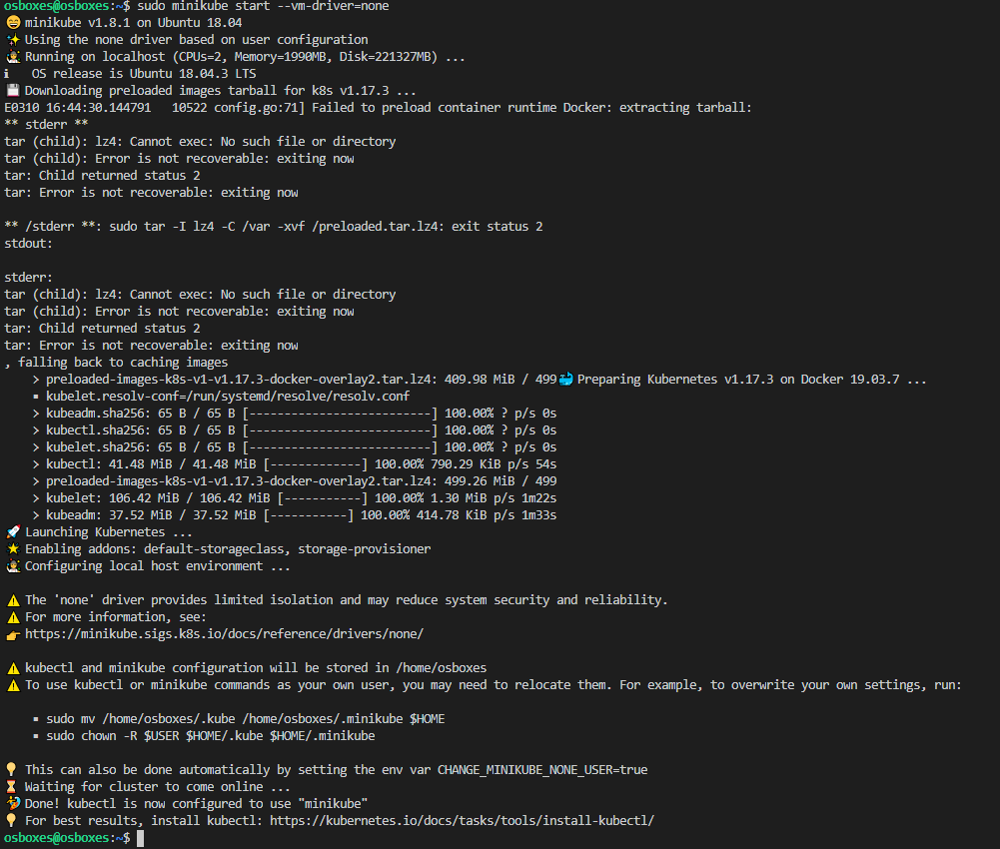 osboxes@osboxes:~$ sudo minikube start --vm-driver=none
😄 minikube v1.8.1 on Ubuntu 18.04
✨ Using the none driver based on user configuration
🤹 Running on localhost (CPUs=2, Memory=1990MB, Disk=221327MB) ...
ℹ OS release is Ubuntu 18.04.3 LTS
💾 Downloading preloaded images tarball for k8s v1.17.3 ...
E0310 16:44:30.144791   10522 config.go:71] Failed to preload container runtime Docker: extracting tarball:
** stderr **
tar (child): lz4: Cannot exec: No such file or directory
tar (child): Error is not recoverable: exiting now
tar: Child returned status 2
tar: Error is not recoverable: exiting now
** /stderr **: sudo tar -I lz4 -C /var -xvf /preloaded.tar.lz4: exit status 2
stdout:
stderr:
tar (child): lz4: Cannot exec: No such file or directory
tar (child): Error is not recoverable: exiting now
tar: Child returned status 2
tar: Error is not recoverable: exiting now
, falling back to caching images
> preloaded-images-k8s-v1-v1.17.3-docker-overlay2.tar.lz4: 409.98 MiB / 499🐳 Preparing Kubernetes v1.17.3 on Docker 19.03.7 ...
▪ kubelet.resolv-conf=/run/systemd/resolve/resolv.conf
> kubeadm.sha256: 65 B / 65 B [--------------------------] 100.00% ? p/s 0s
> kubectl.sha256: 65 B / 65 B [--------------------------] 100.00% ? p/s 0s
> kubelet.sha256: 65 B / 65 B [--------------------------] 100.00% ? p/s 0s
> kubectl: 41.48 MiB / 41.48 MiB [-------------] 100.00% 790.29 KiB p/s 54s
> preloaded-images-k8s-v1-v1.17.3-docker-overlay2.tar.lz4: 499.26 MiB / 499
> kubelet: 106.42 MiB / 106.42 MiB [-----------] 100.00% 1.30 MiB p/s 1m22s
> kubeadm: 37.52 MiB / 37.52 MiB [-----------] 100.00% 414.78 KiB p/s 1m33s
🚀 Launching Kubernetes ...
🌟 Enabling addons: default-storageclass, storage-provisioner
🤹 Configuring local host environment ...
⚠ The 'none' driver provides limited isolation and may reduce system security and reliability.
⚠ For more information, see:
👉 https://minikube.sigs.k8s.io/docs/reference/drivers/none/
⚠ kubectl and minikube configuration will be stored in /home/osboxes
⚠ To use kubectl or minikube commands as your own user, you may need to relocate them. For example, to overwrite your own settings, run:
▪ sudo mv /home/osboxes/.kube /home/osboxes/.minikube $HOME
▪ sudo chown -R $USER $HOME/.kube $HOME/.minikube
💡 This can also be done automatically by setting the env var CHANGE_MINIKUBE_NONE_USER=true
⌛ Waiting for cluster to come online ...
🏄 Done! kubectl is now configured to use "minikube"
💡 For best results, install kubectl: https://kubernetes.io/docs/tasks/tools/install-kubectl/
osboxes@osboxes:~$